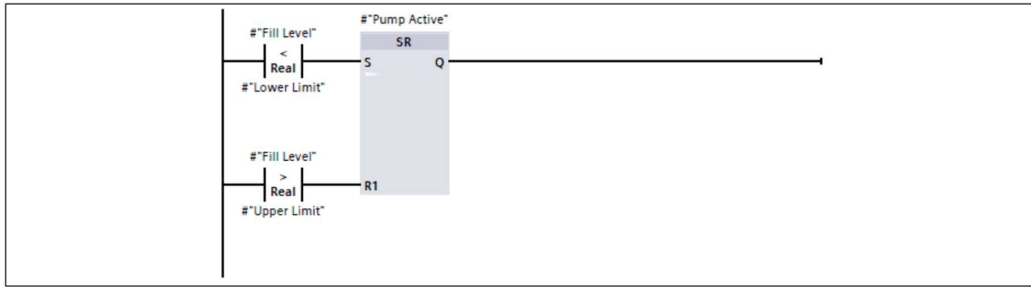 #"Pump Active"
#"Fill Level"
SR
<
Real
S Q
#"Lower Limit"
#"Fill Level"
>
Real
R1
#"Upper Limit"